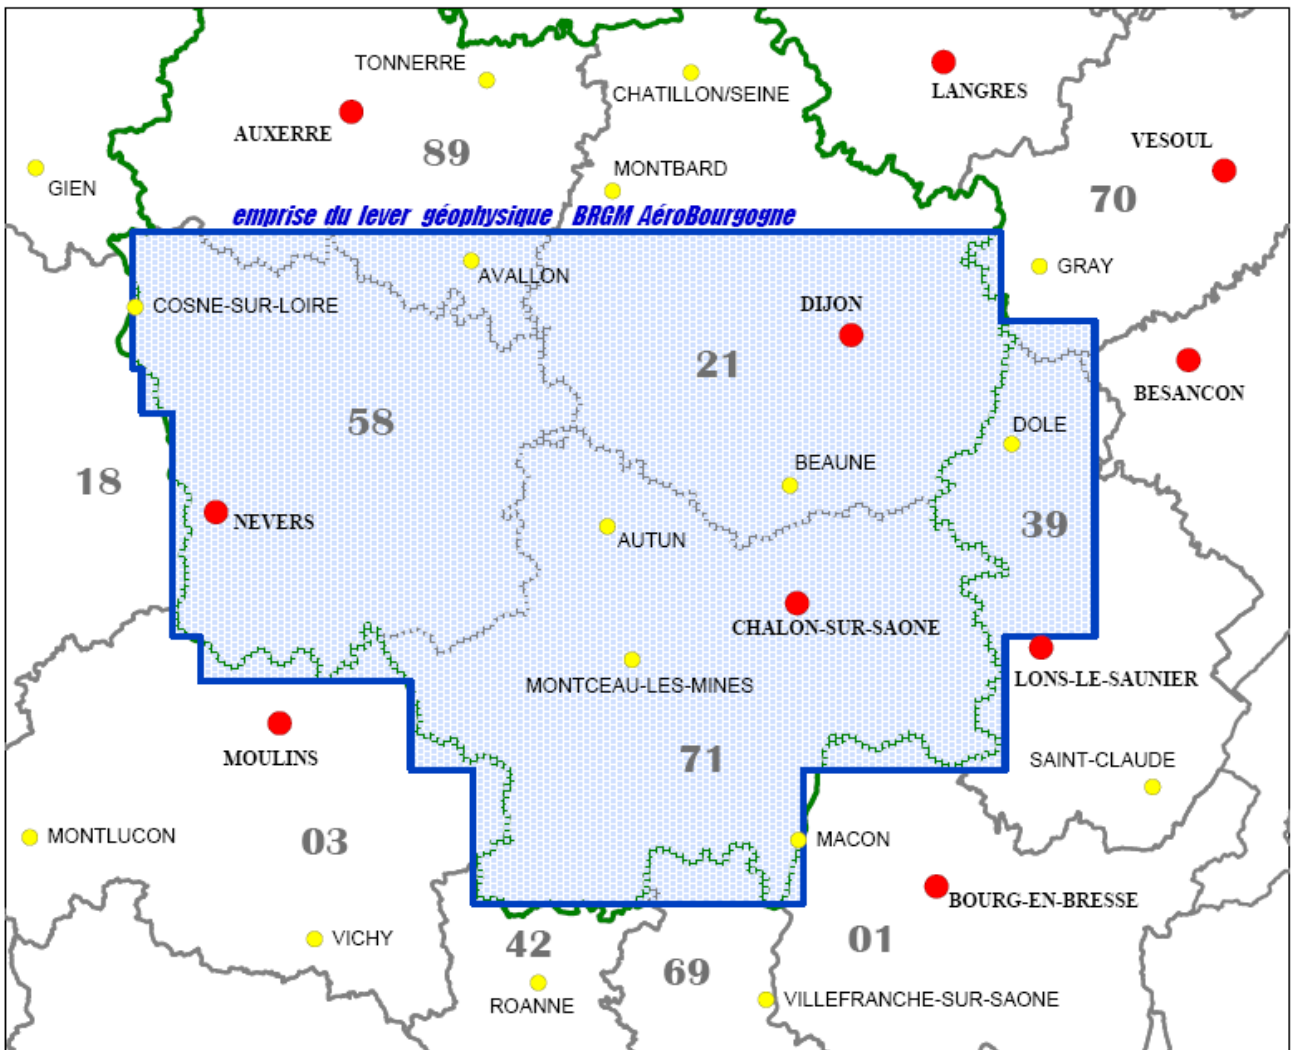 TONNERRE
LANGRES
CHATILLON/SEINE
AUXERRE
89
VESOUL
MONTBARD
GIEN
70
emprise du lever géophysique BRGM AéroBourgogne
GRAY
AVALLON
COSNE-SUR-LOIRE
DIJON
21
BESANCON
58
DOLE
BEAUNE
18
NEVERS
39
AUTUN
CHALON-SUR-SAONE
LONS-LE-SAUNIER
MONTCEAU-LES-MINES
MOULINS
71
SAINT-CLAUDE
MONTLUCON
03
MACON
BOURG-EN-BRESSE
VICHY
42
01
69
ROANNE
VILLEFRANCHE-SUR-SAONE